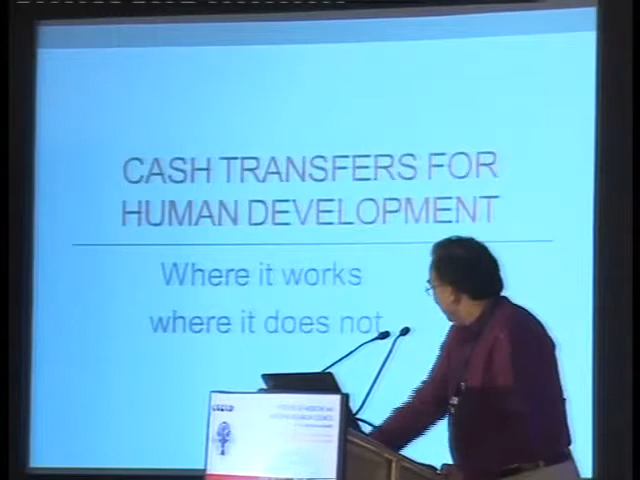 CASH TRANSFERS FOR
HUMAN DEVELOPMENT
Where it works
where it does not